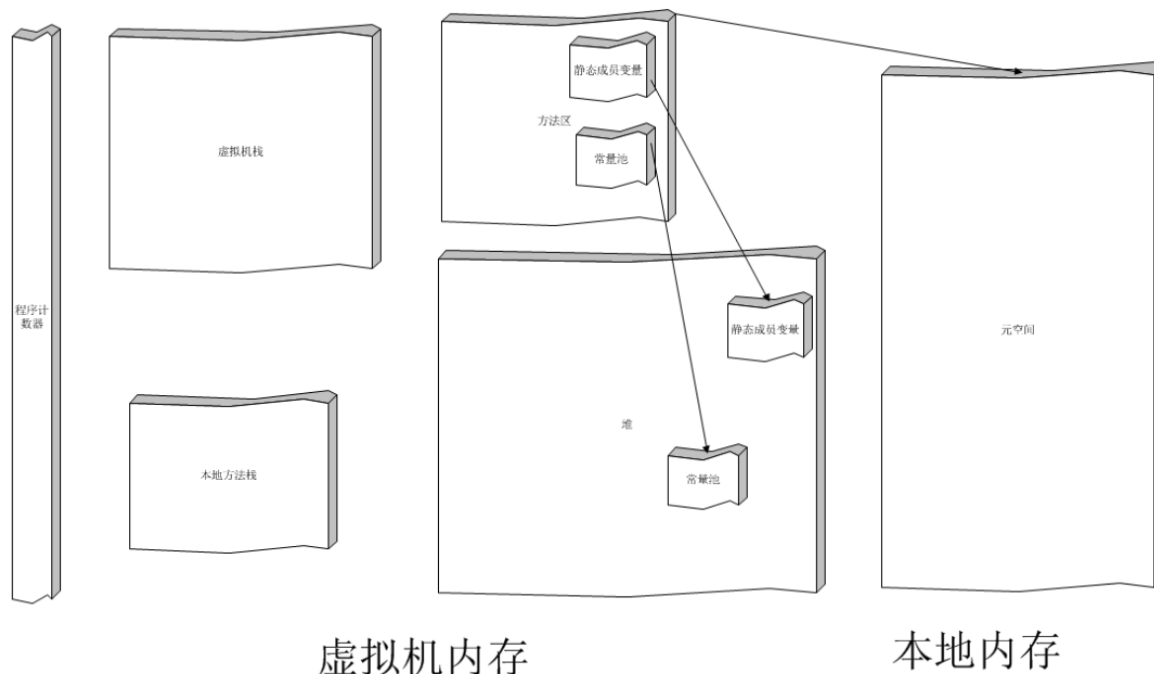 程序计
数器
虚拟机栈
本地方法栈
静态成员变量
方法区
常量池
静态成员变量
堆
常量池
元空间
虚拟机内存
本地内存